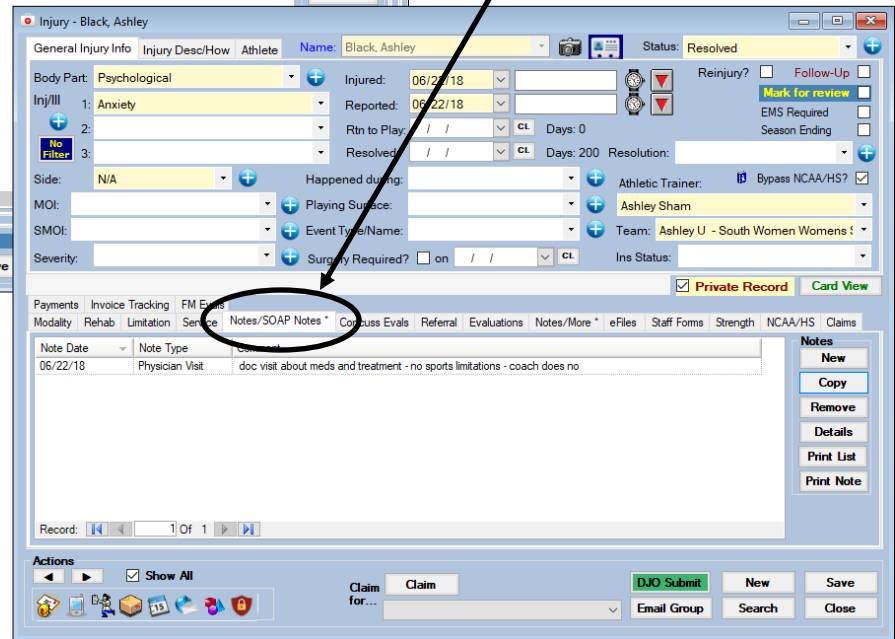 Injury - Black, Ashley
General Injury Info Injury Desc/How Athlete Name: Black, Ashley Status: Resolved
Body Part: Psychological Injured: 06/22/18 Reinjury? Follow-Up
Mark for review
Inj/Ill 1: Anxiety Reported: 06/22/18 EMS Required
2: Rtn to Play: / / CL Days: 0 Season Ending
No Filter 3: Resolved: / / CL Days: 200 Resolution:
Side: N/A Happened during: Athletic Trainer: Bypass NCAA/HS?
MOI: Playing Surface: Ashley Sham
SMOI: Event Type/Name: Team: Ashley U - South Women Womens
Severity: Surgery Required? on / / CL Ins Status:
Private Record Card View
Payments Invoice Tracking FM Evals
Modality Rehab Limitation Service Notes/SOAP Notes * Concuss Evals Referral Evaluations Notes/More * eFiles Staff Forms Strength NCAA/HS Claims
Note Date Note Type Comment Notes
06/22/18 Physician Visit doc visit about meds and treatment - no sports limitations - coach does no
New
Copy
Remove
Details
Print List
Print Note
Record: 1 Of 1
Actions
Show All
Claim for... Claim DJO Submit New Save
15 Email Group Search Close